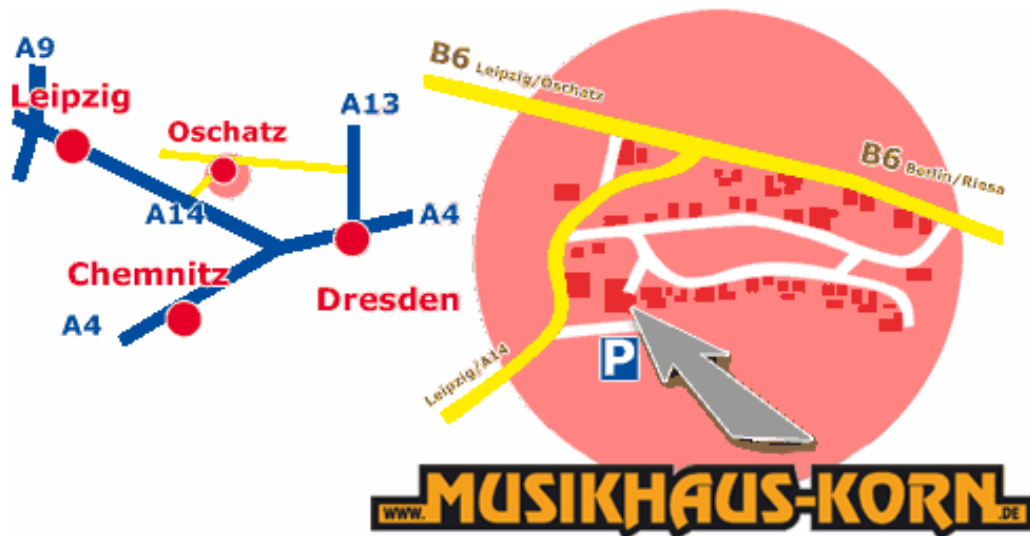 A9
Leipzig
Oschatz
A13
A14
A4
Chemnitz
A4
Dresden
B6 Leipzig/Oschatz
B6 Berlin/Riesa
Leipzig/A14
P
WWW.MUSIKHAUS-KORN.DE